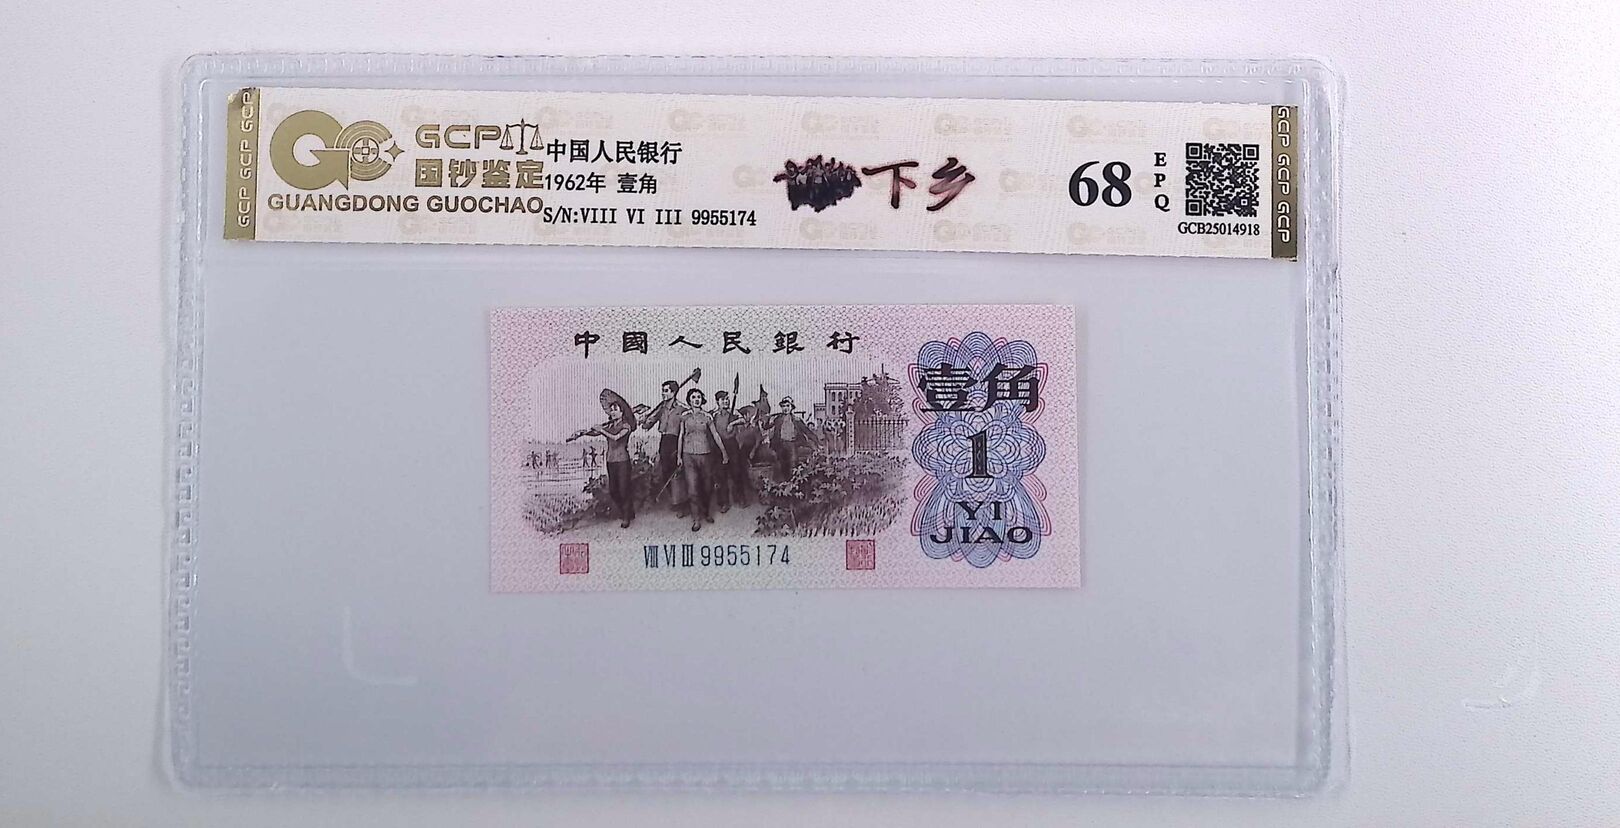 GCP GCP GCP
GCP
国钞鉴定
GUANGDONG GUOCHAO
中国人民银行
1962年 壹角
S/N:VIII VI III 9955174
下乡
68
EPQ
GCB25014918
GCP GCP GCP
中國人民銀行
壹角
1
YI
JIAO
VIII VI III 9955174